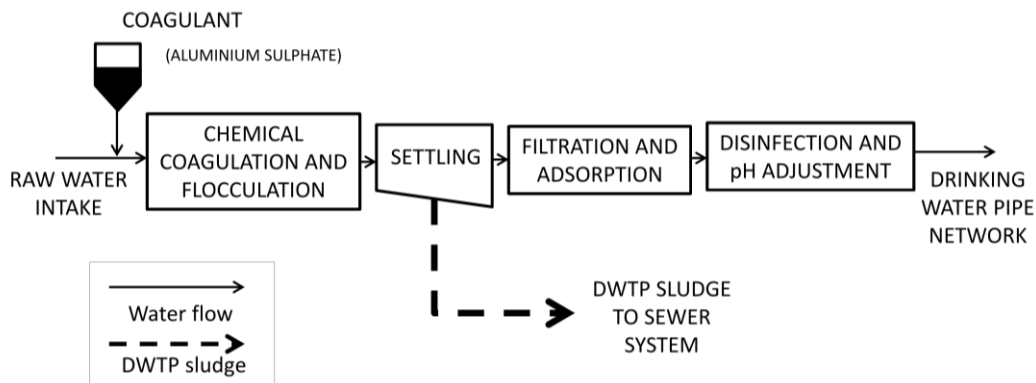 COAGULANT
(ALUMINIUM SULPHATE)
RAW WATER
INTAKE
CHEMICAL
COAGULATION AND
FLOCCULATION
SETTLING
FILTRATION AND
ADSORPTION
DISINFECTION AND
pH ADJUSTMENT
DRINKING
WATER PIPE
NETWORK
DWTP SLUDGE
TO SEWER
SYSTEM
Water flow
DWTP sludge